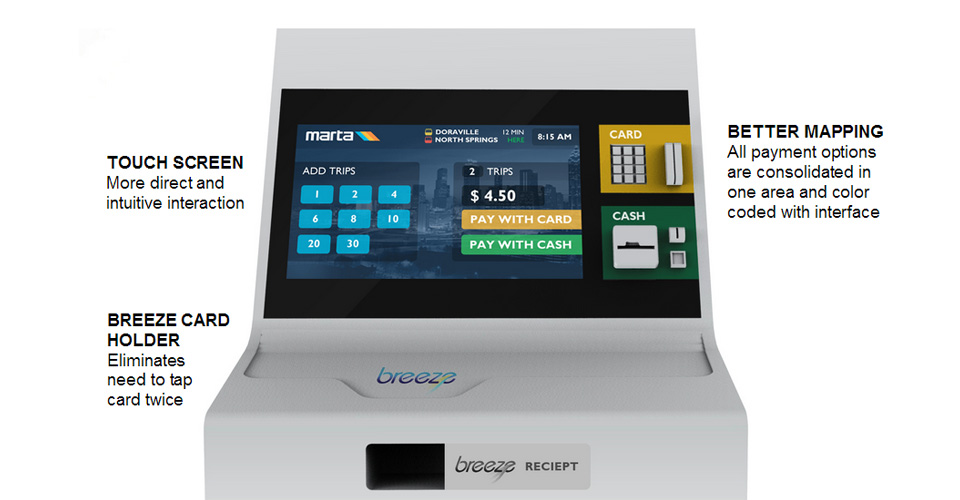 TOUCH SCREEN
More direct and
intuitive interaction
BREEZE CARD
HOLDER
Eliminates
need to tap
card twice
marta
DORAVILLE 12 MIN
NORTH SPRINGS HERE
8:15 AM
ADD TRIPS
1 2 4
6 8 10
20 30
2 TRIPS
$ 4.50
PAY WITH CARD
PAY WITH CASH
CARD
CASH
breeze
breeze RECIEPT
BETTER MAPPING
All payment options
are consolidated in
one area and color
coded with interface